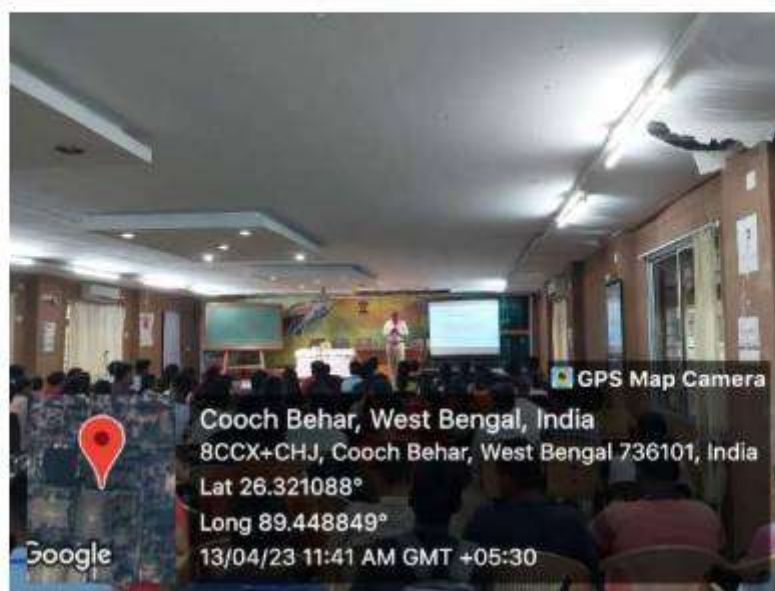 GPS Map Camera
Cooch Behar, West Bengal, India
8CCX+CHJ, Cooch Behar, West Bengal 736101, India
Lat 26.321088°
Long 89.448849°
13/04/23 11:41 AM GMT +05:30
Google